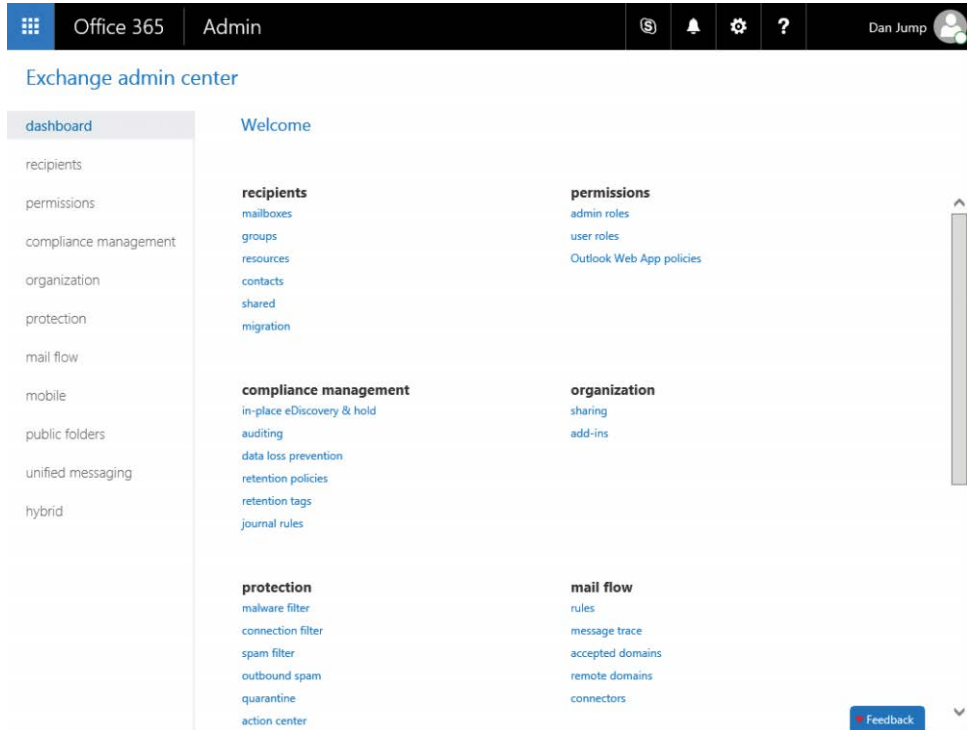 Office 365 Admin Dan Jump
Exchange admin center
dashboard
recipients
permissions
compliance management
organization
protection
mail flow
mobile
public folders
unified messaging
hybrid
Welcome
recipients
mailboxes
groups
resources
contacts
shared
migration
permissions
admin roles
user roles
Outlook Web App policies
compliance management
in-place eDiscovery & hold
auditing
data loss prevention
retention policies
retention tags
journal rules
organization
sharing
add-ins
protection
malware filter
connection filter
spam filter
outbound spam
quarantine
action center
mail flow
rules
message trace
accepted domains
remote domains
connectors
Feedback